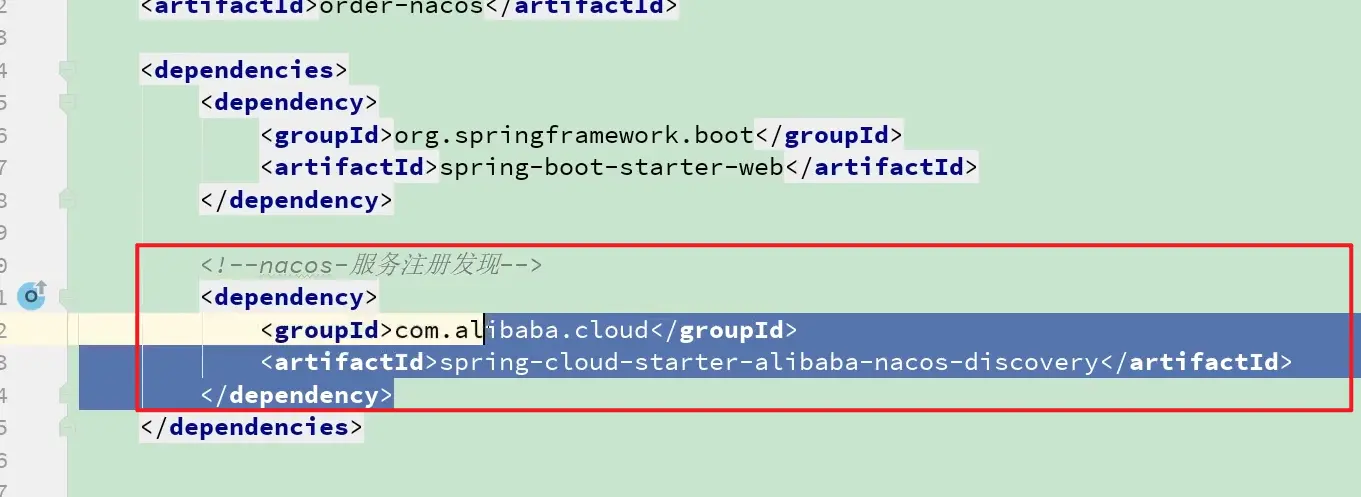 2 <artifactId>order-nacos</artifactId>
3
4 <dependencies>
5 <dependency>
6 <groupId>org.springframework.boot</groupId>
7 <artifactId>spring-boot-starter-web</artifactId>
8 </dependency>
9
0 <!--nacos-服务注册发现-->
1 <dependency>
2 <groupId>com.alibaba.cloud</groupId>
3 <artifactId>spring-cloud-starter-alibaba-nacos-discovery</artifactId>
4 </dependency>
5 </dependencies>
6
7